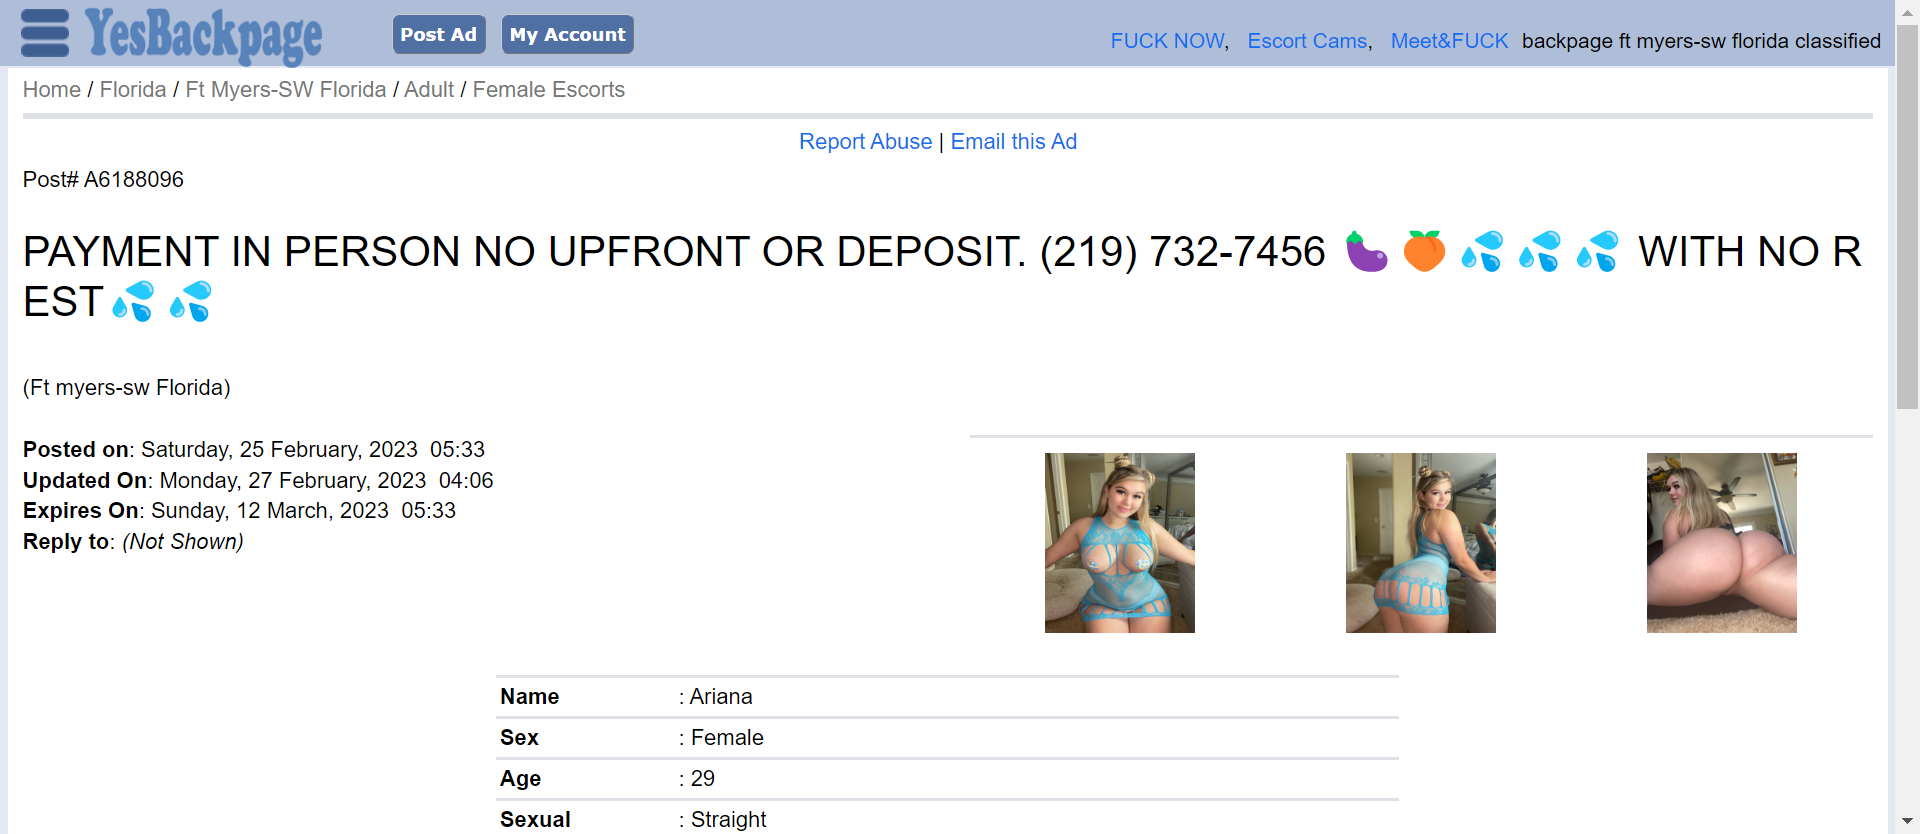 YesBackpage
Post Ad
My Account
FUCK NOW, Escort Cams, Meet&FUCK backpage ft myers-sw florida classified
Home / Florida / Ft Myers-SW Florida / Adult / Female Escorts
Report Abuse | Email this Ad
Post# A6188096
PAYMENT IN PERSON NO UPFRONT OR DEPOSIT. (219) 732-7456 🍆 🍑 💦 💦 💦 WITH NO R
EST💦 💦
(Ft myers-sw Florida)
Posted on: Saturday, 25 February, 2023 05:33
Updated On: Monday, 27 February, 2023 04:06
Expires On: Sunday, 12 March, 2023 05:33
Reply to: (Not Shown)
Name : Ariana
Sex : Female
Age : 29
Sexual : Straight